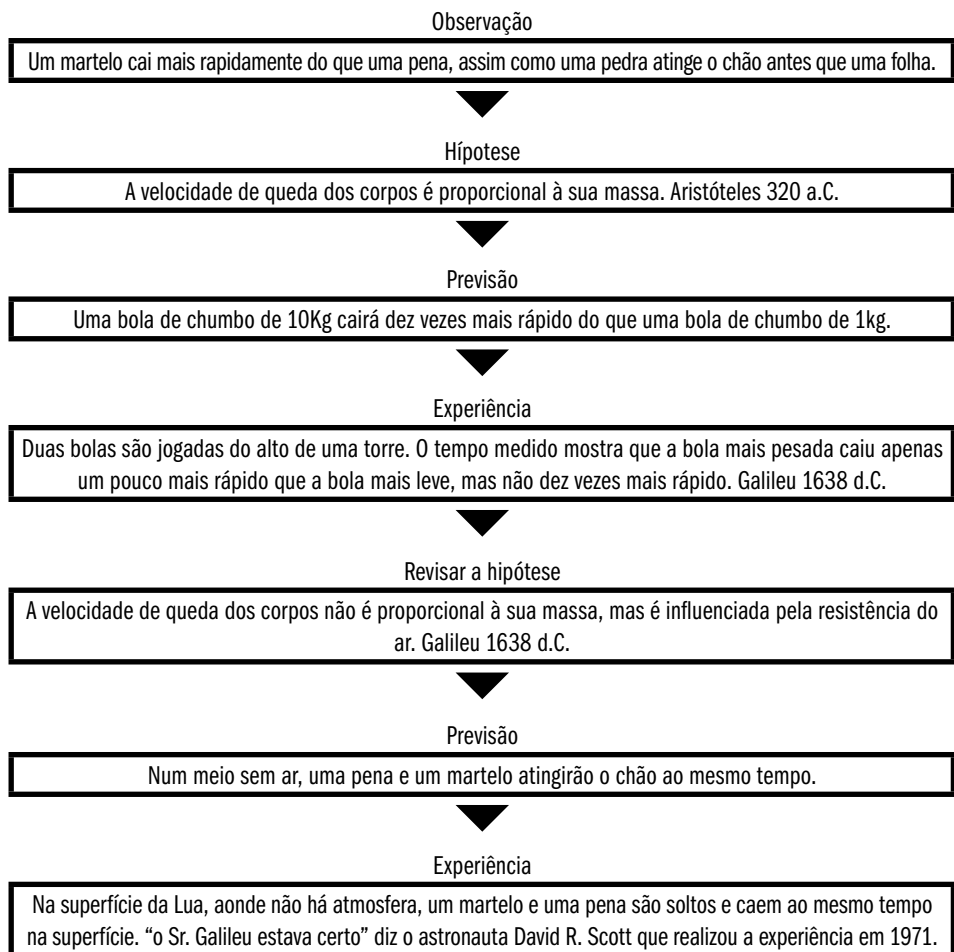 Observação
Um martelo cai mais rapidamente do que uma pena, assim como uma pedra atinge o chão antes que uma folha.
Hípotese
A velocidade de queda dos corpos é proporcional à sua massa. Aristóteles 320 a.C.
Previsão
Uma bola de chumbo de 10Kg cairá dez vezes mais rápido do que uma bola de chumbo de 1kg.
Experiência
Duas bolas são jogadas do alto de uma torre. O tempo medido mostra que a bola mais pesada caiu apenas
um pouco mais rápido que a bola mais leve, mas não dez vezes mais rápido. Galileu 1638 d.C.
Revisar a hipótese
A velocidade de queda dos corpos não é proporcional à sua massa, mas é influenciada pela resistência do
ar. Galileu 1638 d.C.
Previsão
Num meio sem ar, uma pena e um martelo atingirão o chão ao mesmo tempo.
Experiência
Na superfície da Lua, aonde não há atmosfera, um martelo e uma pena são soltos e caem ao mesmo tempo
na superfície. “o Sr. Galileu estava certo” diz o astronauta David R. Scott que realizou a experiência em 1971.